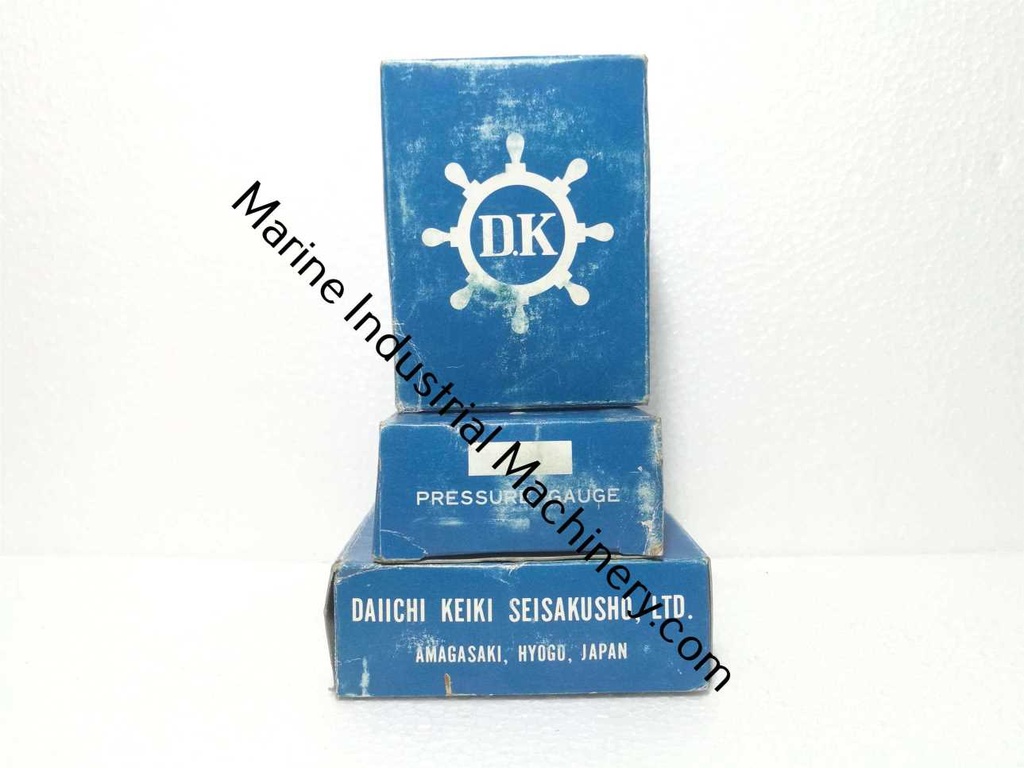 D.K
PRESSURE GAUGE
DAIICHI KEIKI SEISAKUSHO, LTD.
AMAGASAKI, HYOGO, JAPAN
Marine Industrial Machinery.com